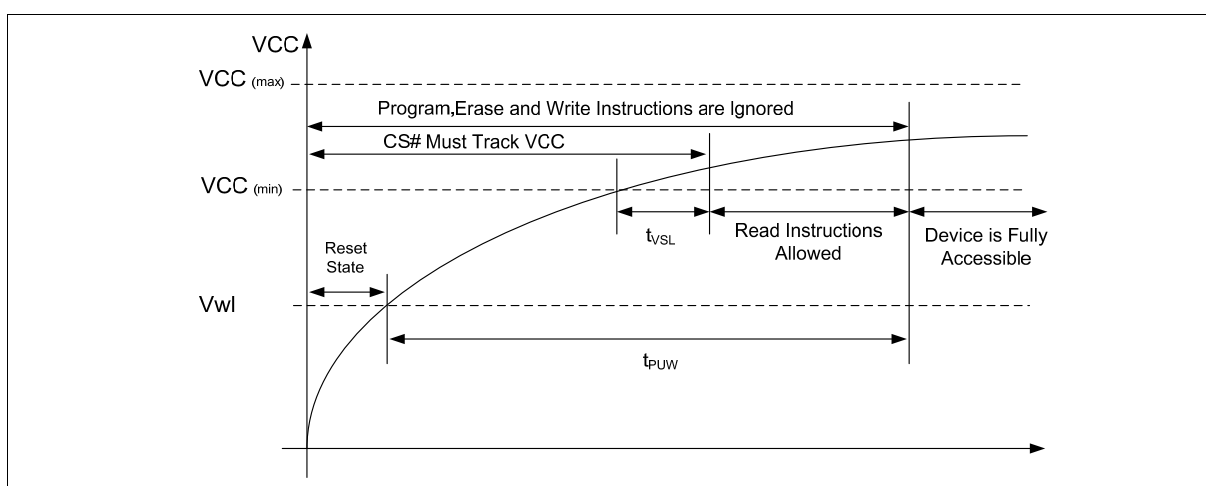 VCC
VCC (max)
Program,Erase and Write Instructions are Ignored
CS# Must Track VCC
VCC (min)
tVSL
Read Instructions
Allowed
Device is Fully
Accessible
Reset
State
Vwl
tPUW